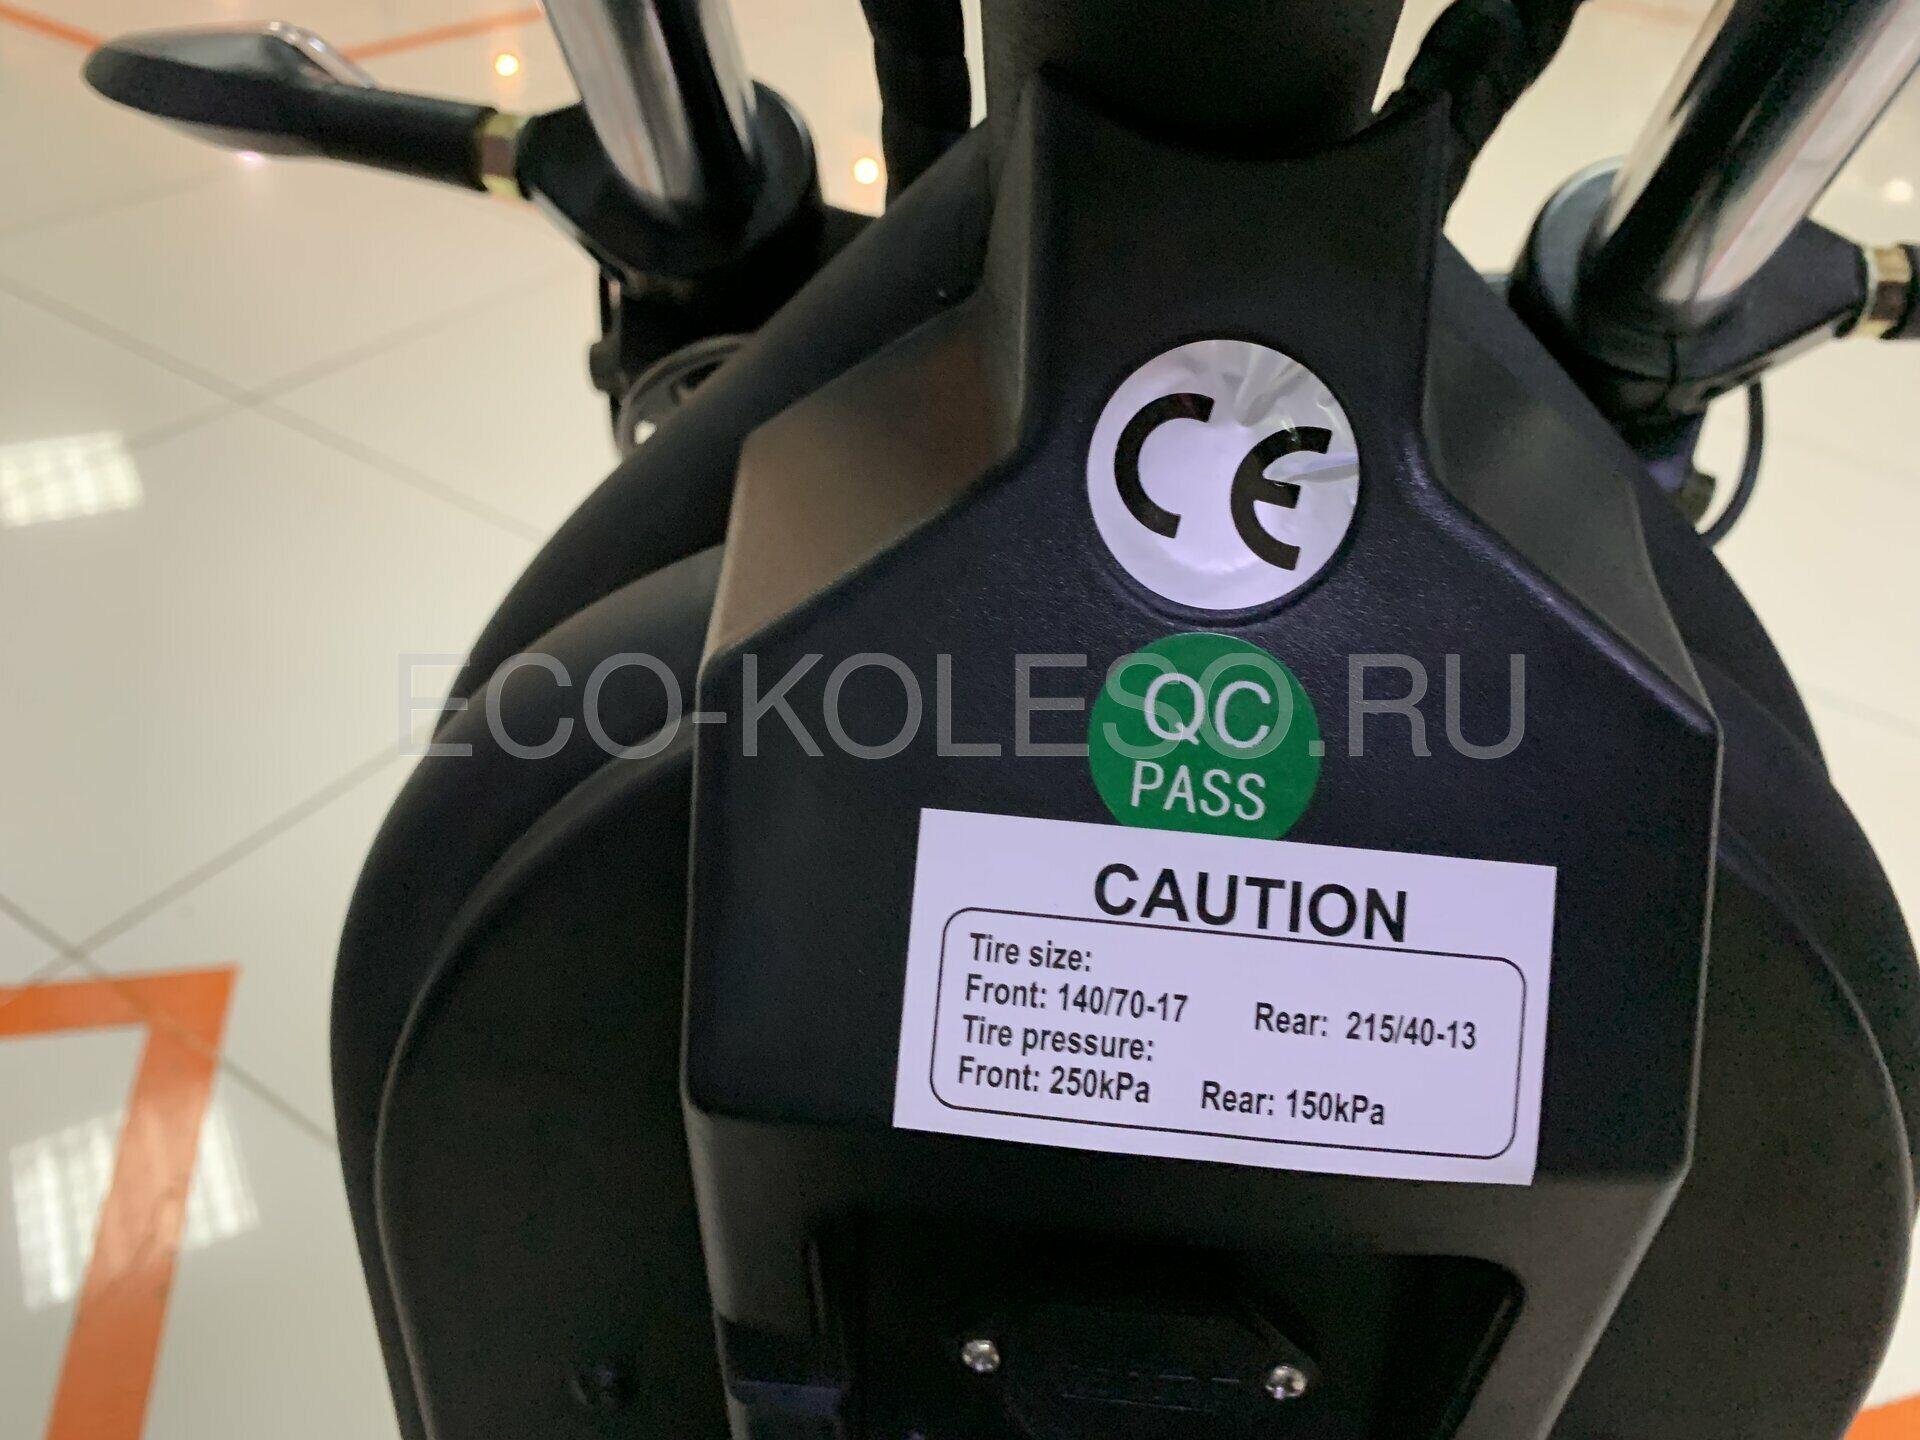 CE
ECO-KOLESO.RU
QC
PASS
CAUTION
Tire size:
Front: 140/70-17 Rear: 215/40-13
Tire pressure:
Front: 250kPa Rear: 150kPa